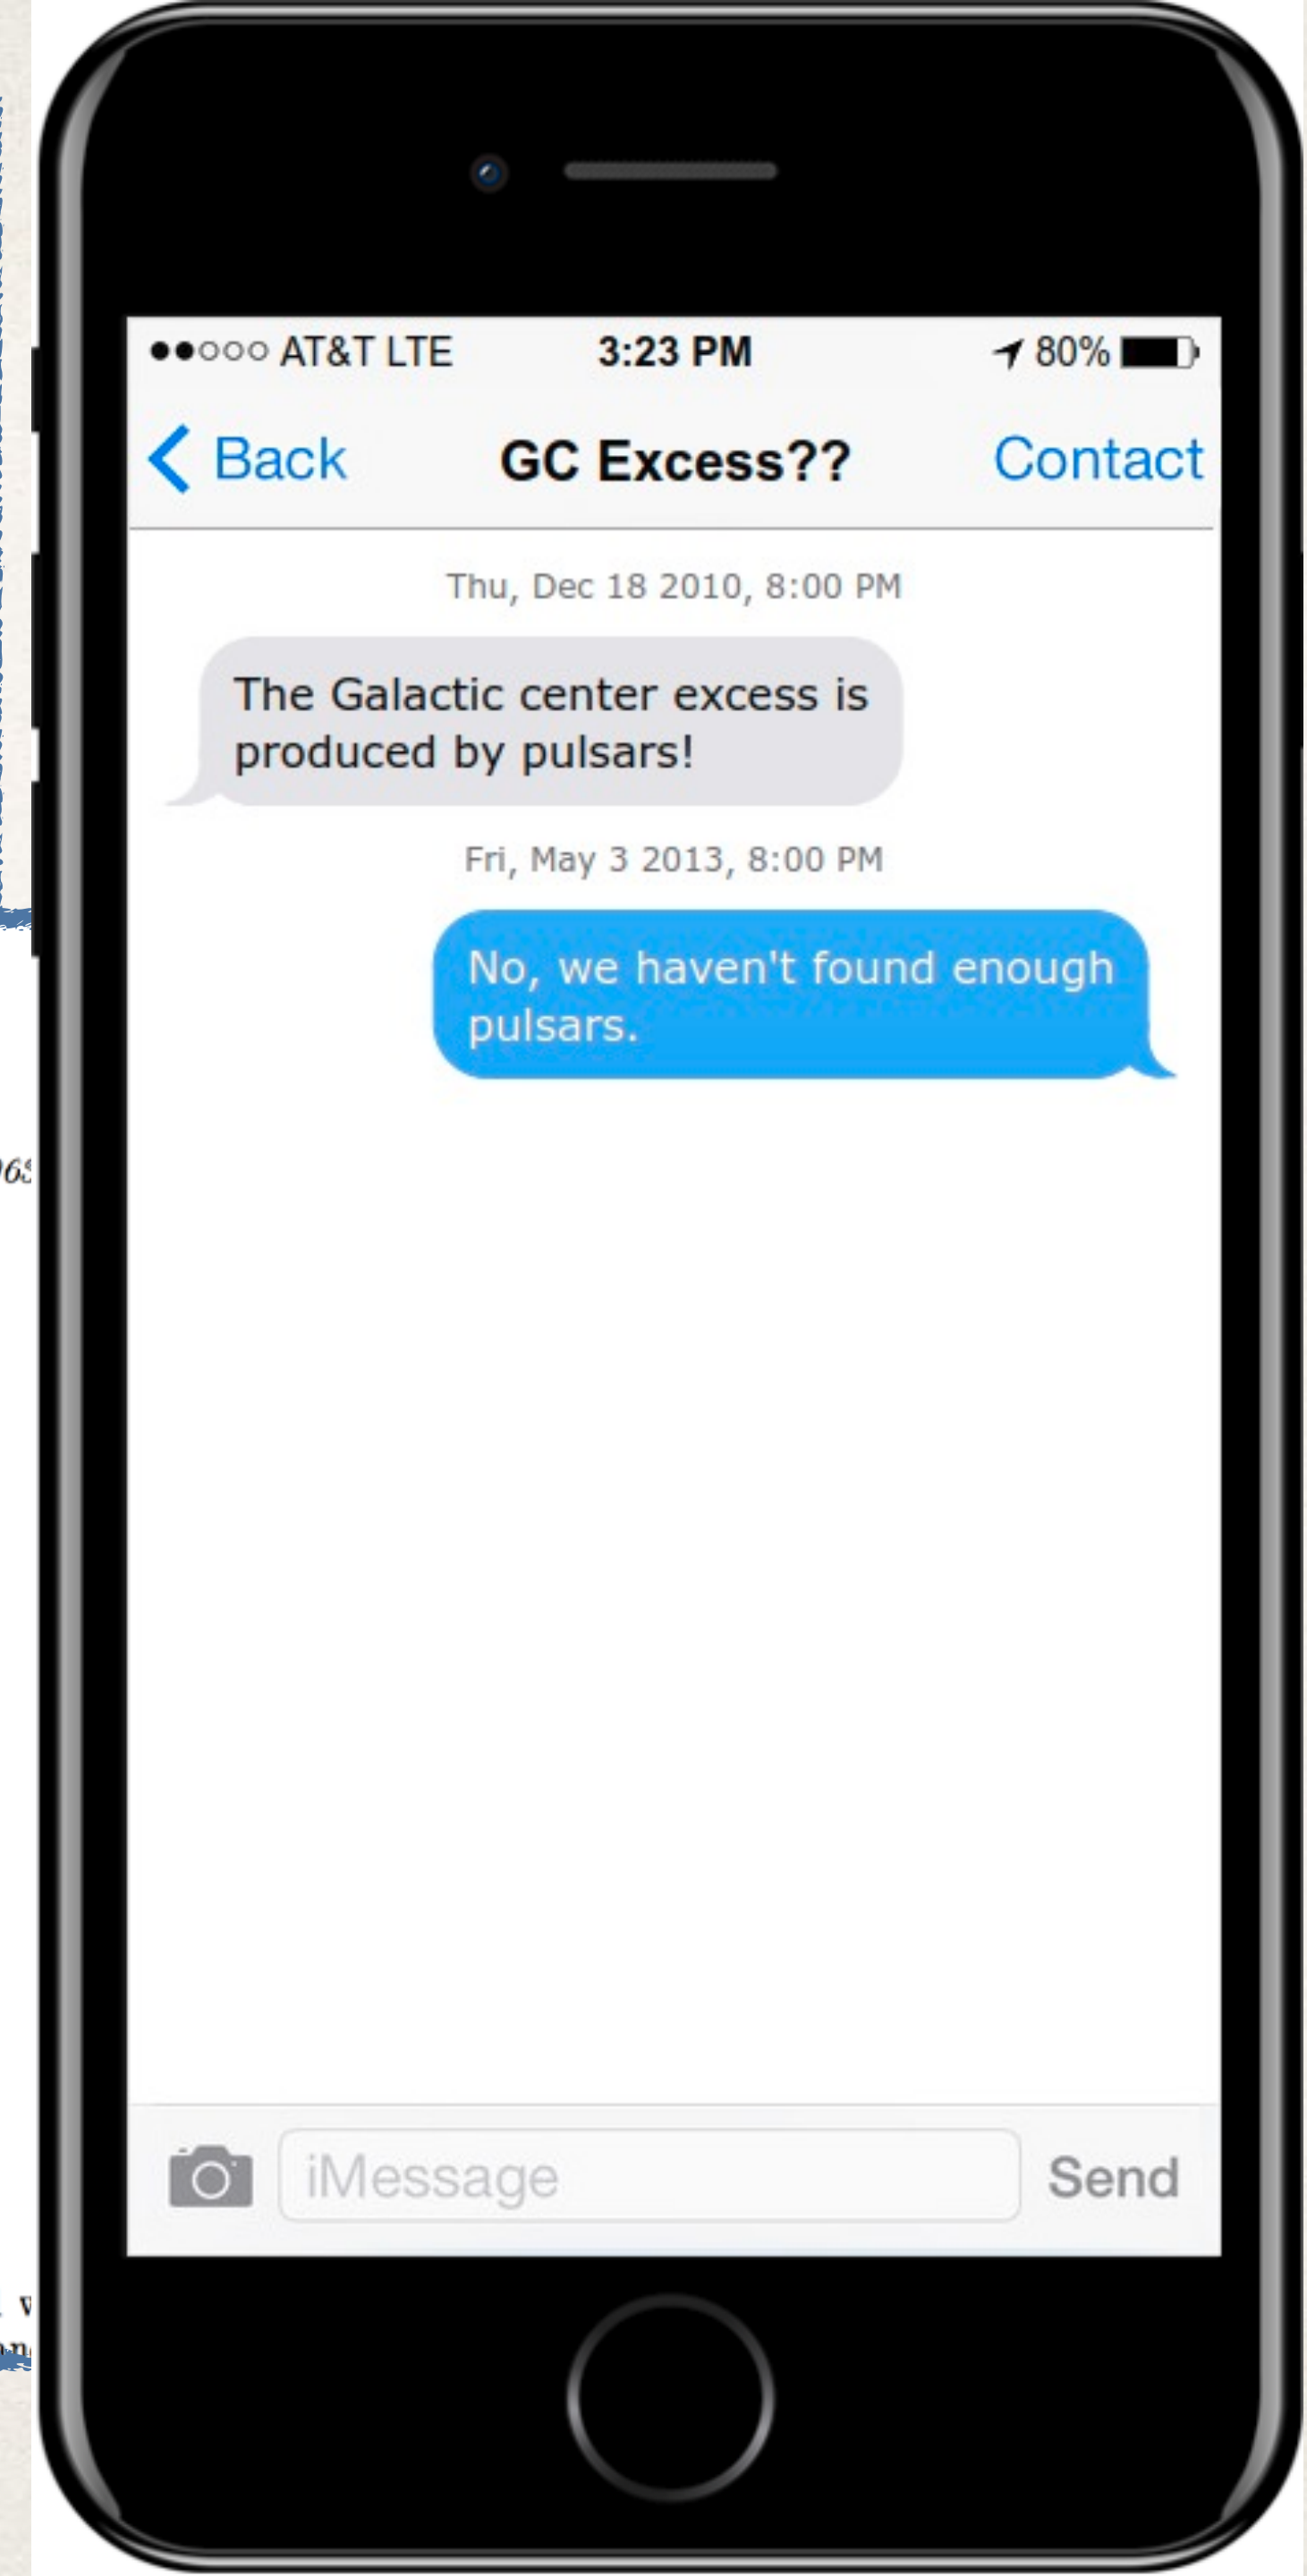 AT&T LTE 3:23 PM 80%
Back GC Excess?? Contact
Thu, Dec 18 2010, 8:00 PM
The Galactic center excess is
produced by pulsars!
Fri, May 3 2013, 8:00 PM
No, we haven't found enough
pulsars.
iMessage Send